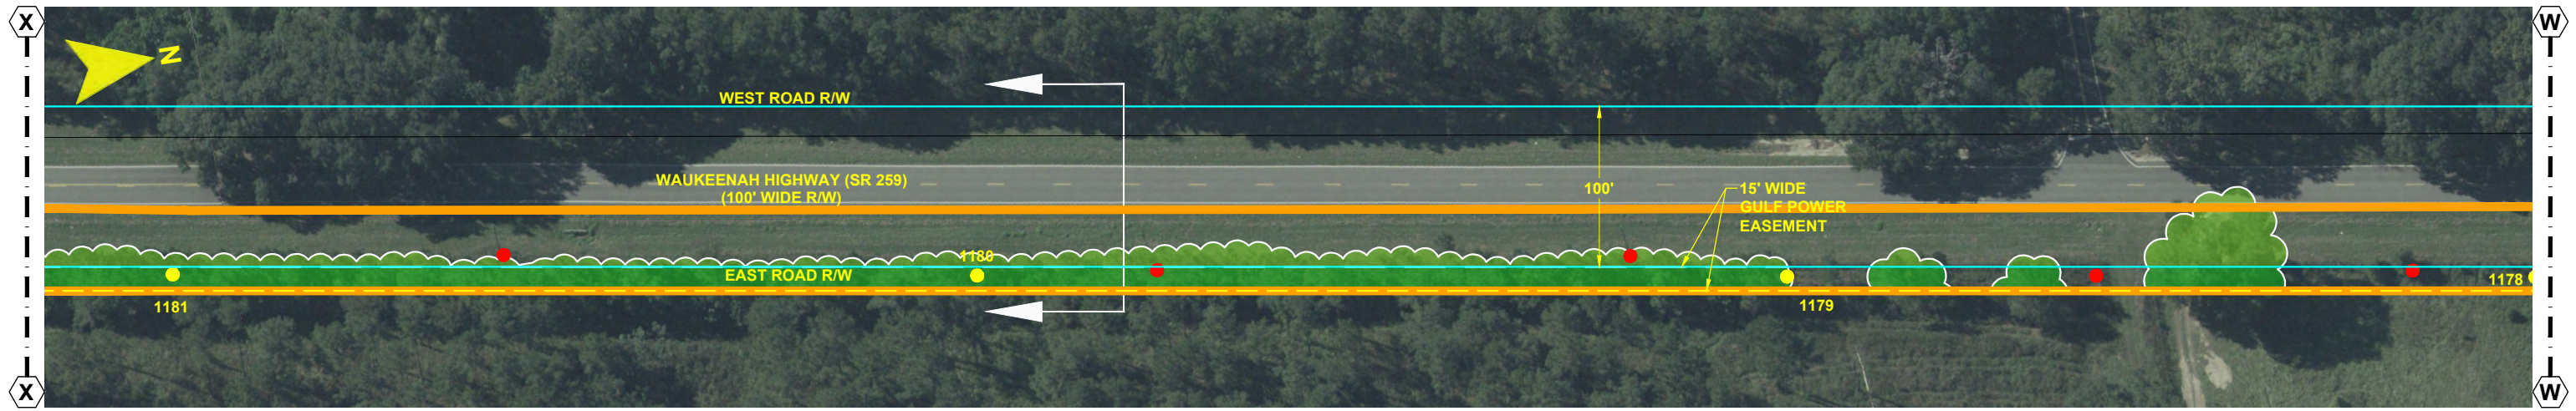 X
W
N
WEST ROAD R/W
WAUKEENAH HIGHWAY (SR 259)
(100' WIDE R/W)
100'
15' WIDE
GULF POWER
EASEMENT
1180
EAST ROAD R/W
1181
1179
1178
X
W